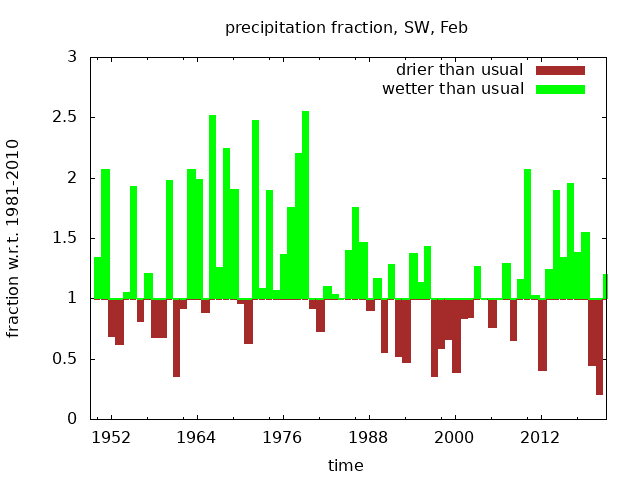 precipitation fraction, SW, Feb
drier than usual
wetter than usual
fraction w.r.t. 1981-2010
3
2.5
2
1.5
1
0.5
0
1952 1964 1976 1988 2000 2012
time